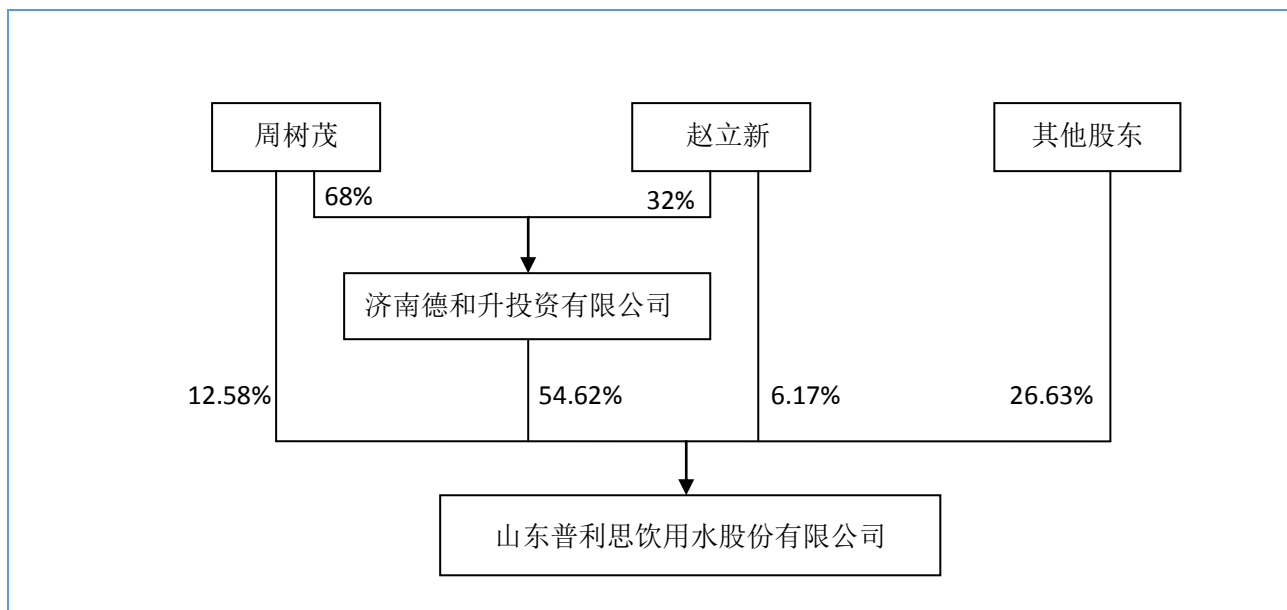 周树茂
赵立新
其他股东
68%
32%
济南德和升投资有限公司
12.58%
54.62%
6.17%
26.63%
山东普利思饮用水股份有限公司